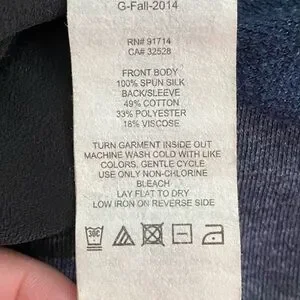 G-Fall-2014
RN# 91714
CA# 32528
FRONT BODY
100% SPUN SILK
BACK/SLEEVE
49% COTTON
33% POLYESTER
18% VISCOSE
TURN GARMENT INSIDE OUT
MACHINE WASH COLD WITH LIKE
COLORS, GENTLE CYCLE
USE ONLY NON-CHLORINE
BLEACH
LAY FLAT TO DRY
LOW IRON ON REVERSE SIDE